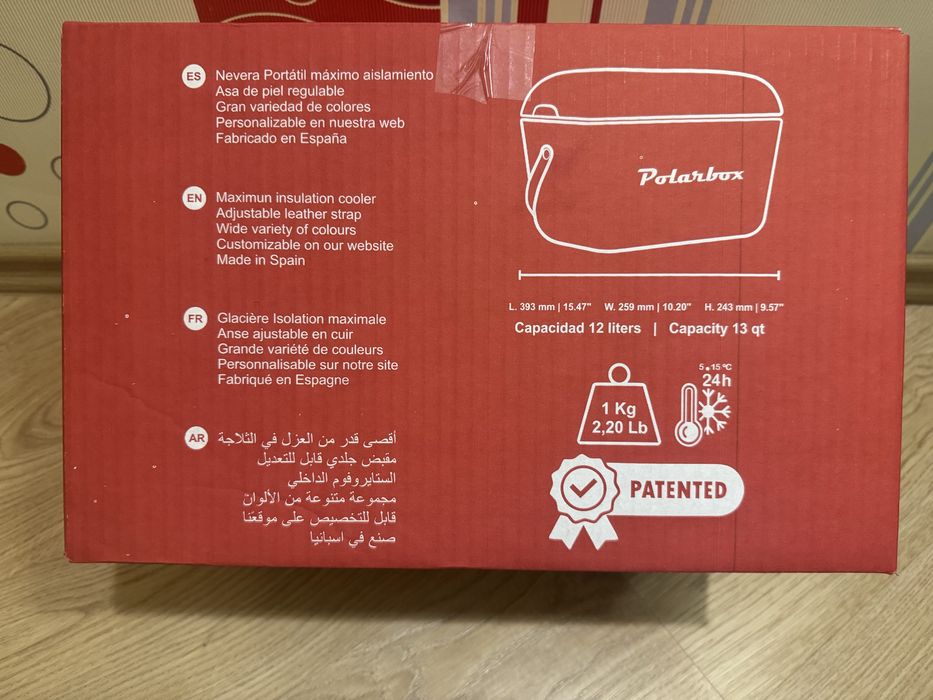 ES
Nevera Portátil máximo aislamiento
Asa de piel regulable
Gran variedad de colores
Personalizable en nuestra web
Fabricado en España
EN
Maximun insulation cooler
Adjustable leather strap
Wide variety of colours
Customizable on our website
Made in Spain
FR
Glacière Isolation maximale
Anse ajustable en cuir
Grande variété de couleurs
Personnalisable sur notre site
Fabriqué en Espagne
AR
أقصى قدر من العزل في الثلاجة
مقبض جلدي قابل للتعديل
الستايروفوم الداخلي
مجموعة متنوعة من الألوان
قابل للتخصيص على موقعنا
صنع في اسبانيا
Polarbox
L. 393 mm | 15.47" W. 259 mm | 10.20" H. 243 mm | 9.57"
Capacidad 12 liters | Capacity 13 qt
1 Kg
2,20 Lb
5 • 15 ºC
24h
PATENTED